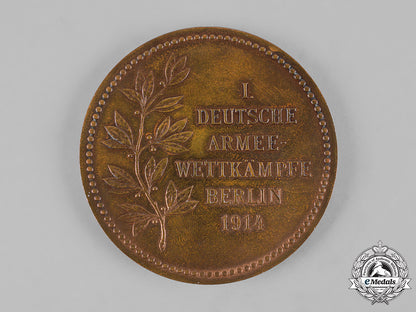 I.
DEUTSCHE
ARMEE-
WETTKÄMPFE
BERLIN
1914
eMedals